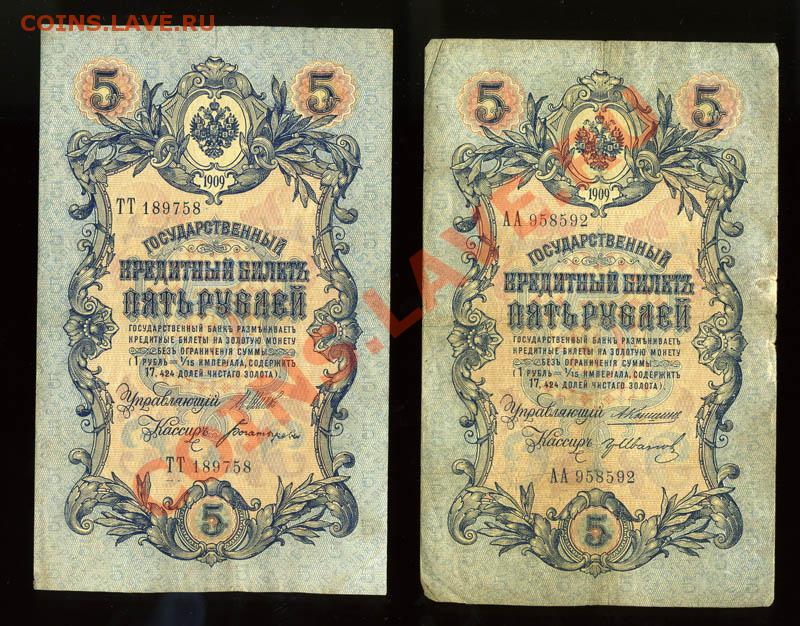 COINS.LAVE.РУ
5 5
1909
ТТ 189758
ГОСУДАРСТВЕННЫЙ
КРЕДИТНЫЙ БИЛЕТЪ
ПЯТЬ РУБЛЕЙ
ГОСУДАРСТВЕННЫЙ БАНКЪ РАЗМѢНИВАЕТЪ
КРЕДИТНЫЕ БИЛЕТЫ НА ЗОЛОТУЮ МОНЕТУ
БЕЗЪ ОГРАНИЧЕНІЯ СУММЫ
(1 РУБЛЬ = 1/15 ИМПЕРІАЛА, СОДЕРЖИТЪ
17,424 ДОЛЕЙ ЧИСТАГО ЗОЛОТА).
Управляющій
Кассиръ
ТТ 189758
5
5 5
1909
АА 958592
ГОСУДАРСТВЕННЫЙ
КРЕДИТНЫЙ БИЛЕТЪ
ПЯТЬ РУБЛЕЙ
ГОСУДАРСТВЕННЫЙ БАНКЪ РАЗМѢНИВАЕТЪ
КРЕДИТНЫЕ БИЛЕТЫ НА ЗОЛОТУЮ МОНЕТУ
БЕЗЪ ОГРАНИЧЕНІЯ СУММЫ
(1 РУБЛЬ = 1/15 ИМПЕРІАЛА, СОДЕРЖИТЪ
17,424 ДОЛЕЙ ЧИСТАГО ЗОЛОТА).
Управляющій
Кассиръ
АА 958592
5
COINS.LAVE.РУ